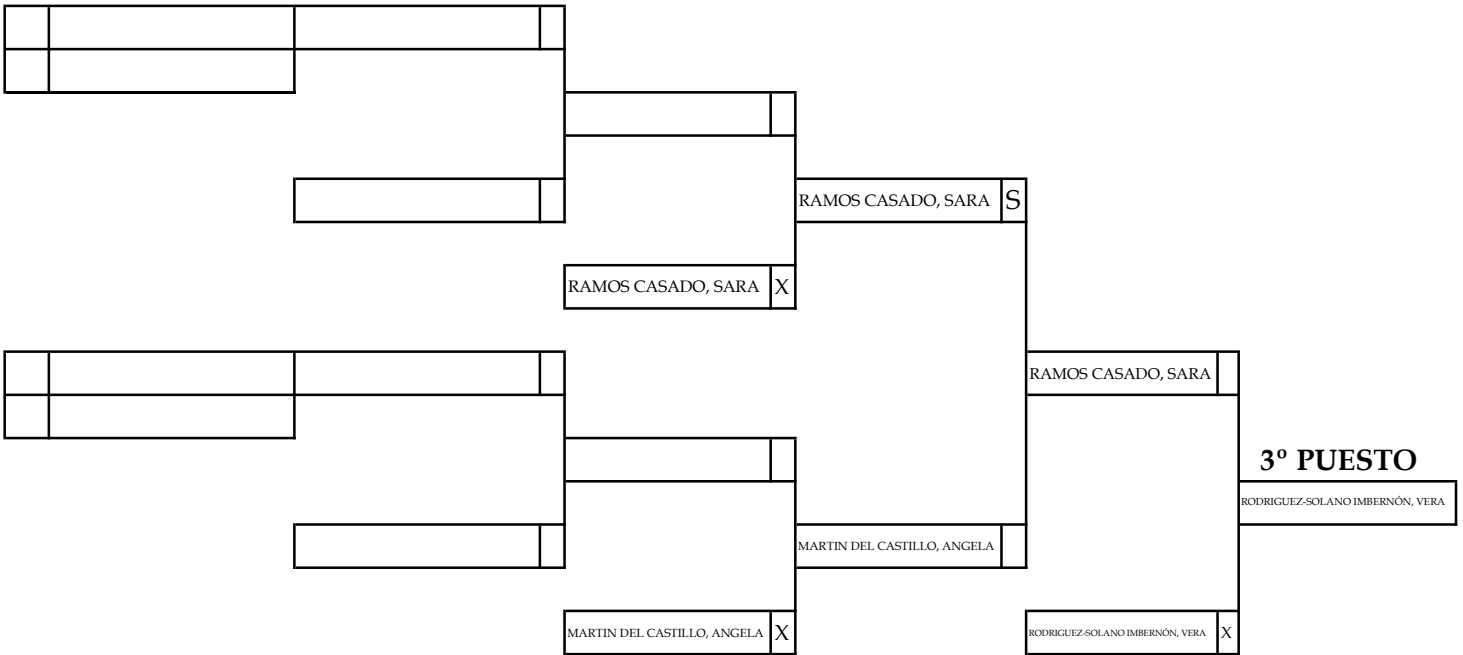 RAMOS CASADO, SARA S
RAMOS CASADO, SARA X
RAMOS CASADO, SARA
3º PUESTO
RODRIGUEZ-SOLANO IMBERNÓN, VERA
MARTIN DEL CASTILLO, ANGELA
MARTIN DEL CASTILLO, ANGELA X
RODRIGUEZ-SOLANO IMBERNÓN, VERA X